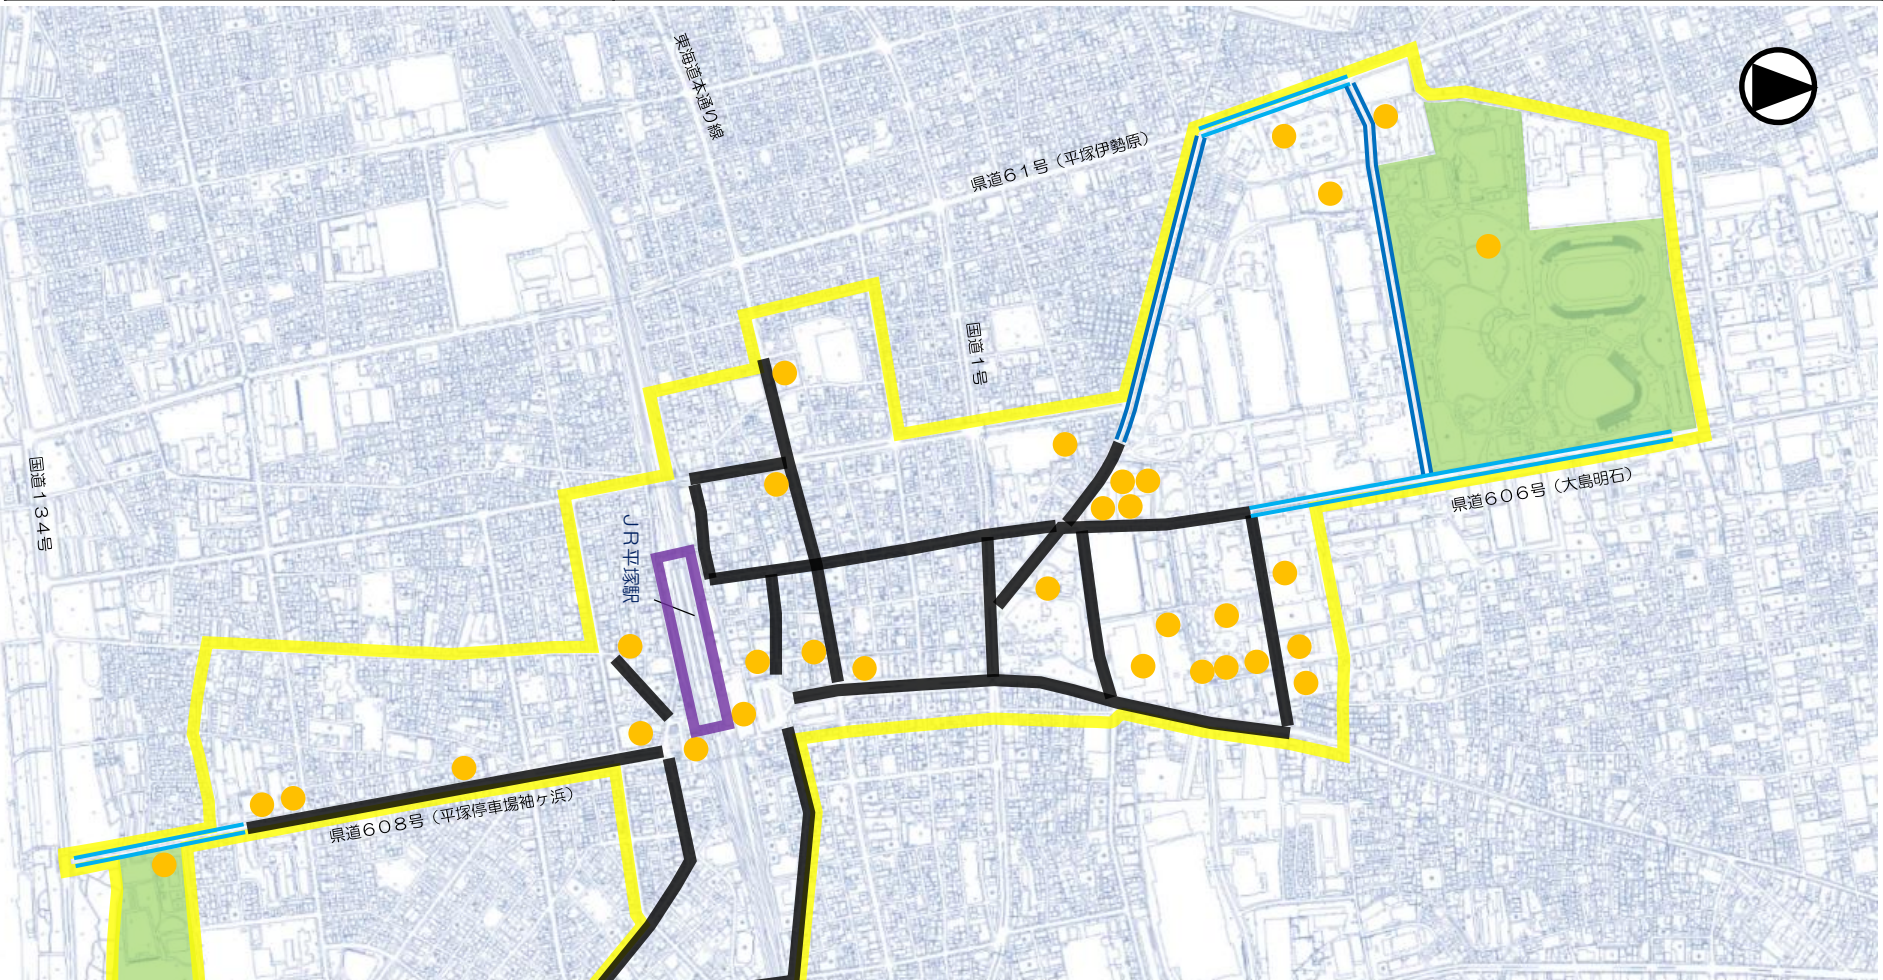 東海道本通り線
県道61号（平塚伊勢原）
国道1号
県道606号（大島明石）
国道134号
JR平塚駅
県道608号（平塚停車場袖ヶ浜）